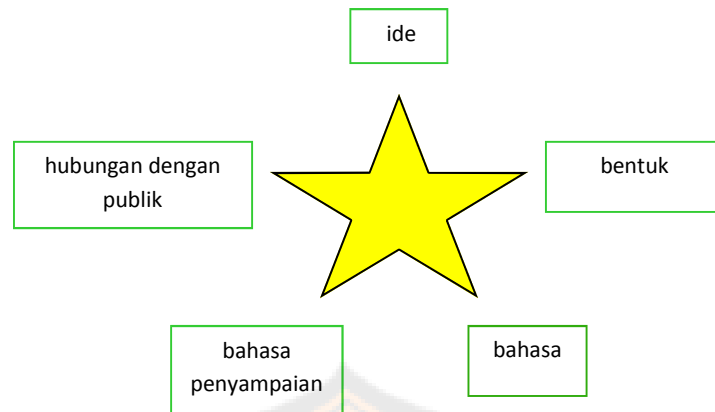 ide
hubungan dengan
publik
bentuk
bahasa
penyampaian
bahasa